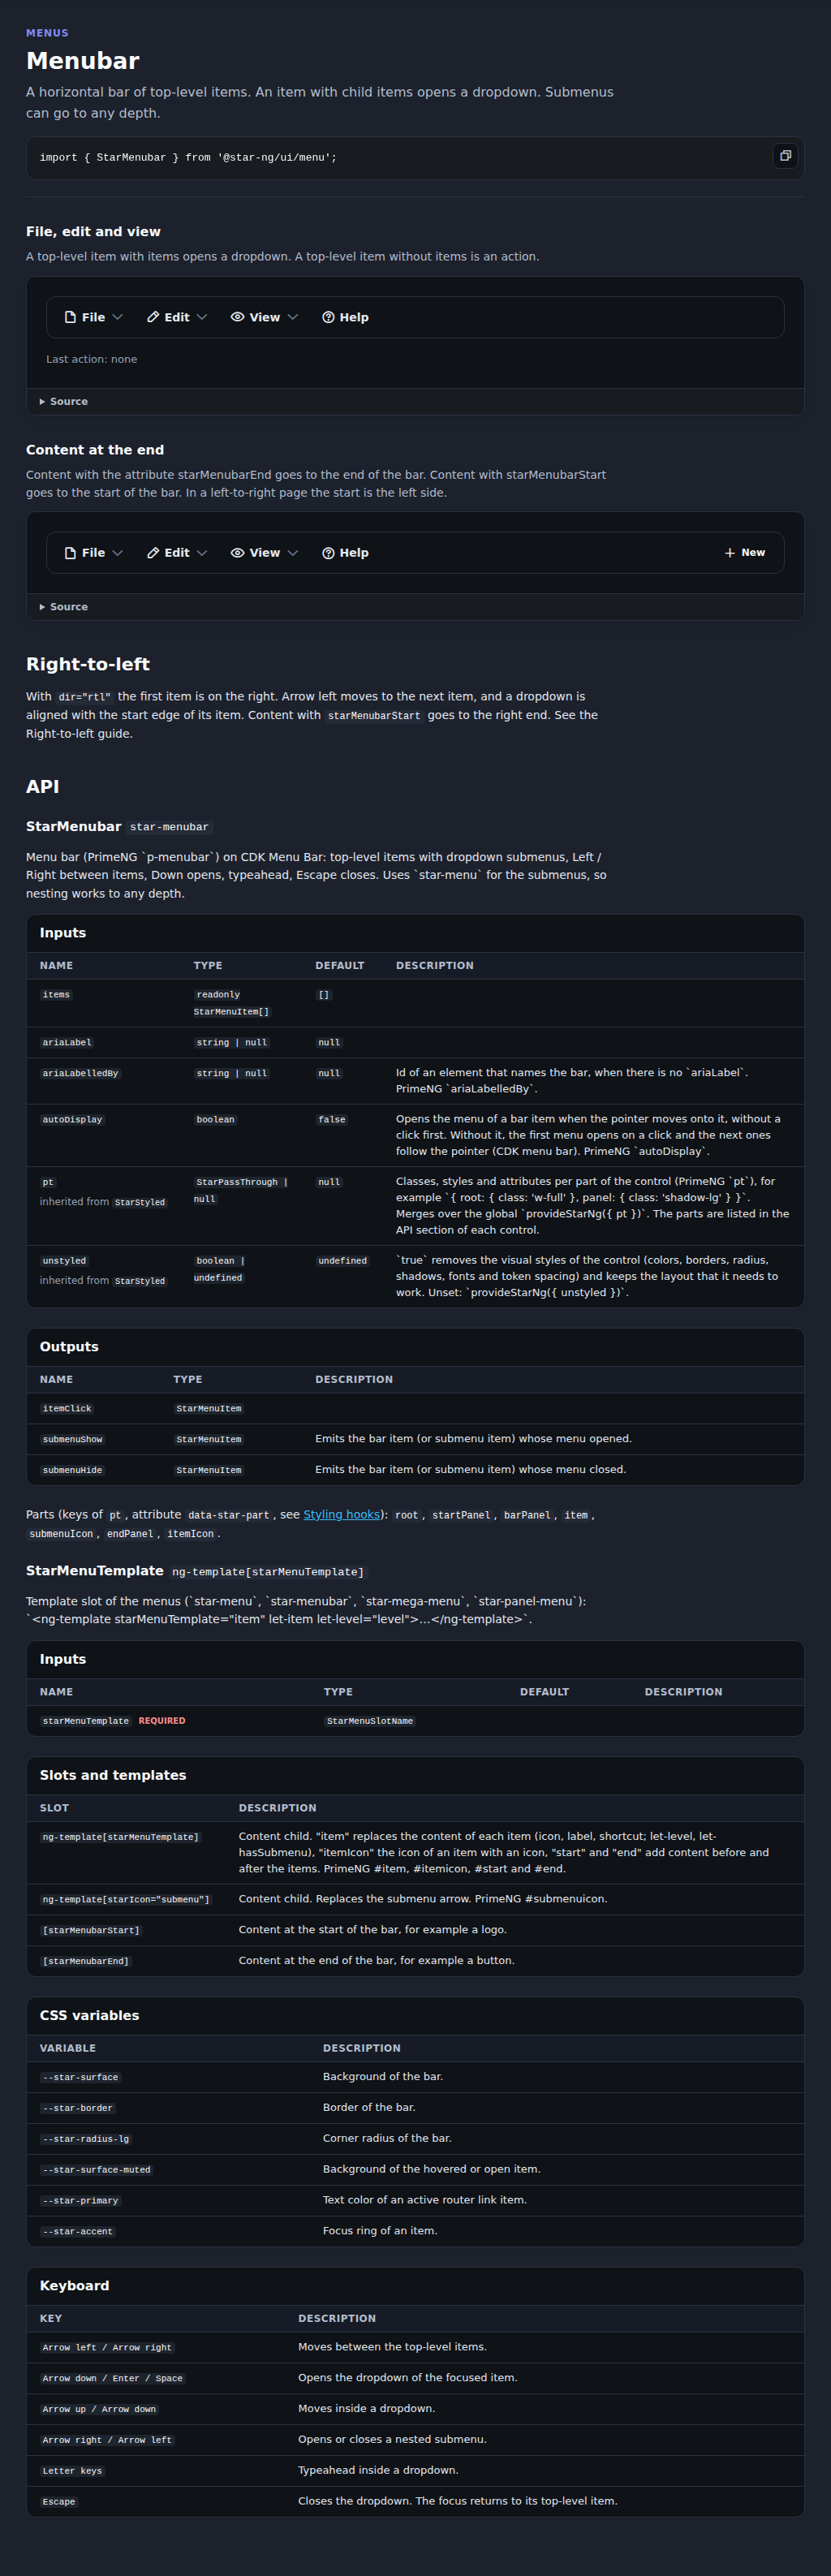 MENUS
Menubar
A horizontal bar of top-level items. An item with child items opens a dropdown. Submenus
can go to any depth.
import { StarMenubar } from '@star-ng/ui/menu';
File, edit and view
A top-level item with items opens a dropdown. A top-level item without items is an action.
File Edit View Help
Last action: none
Source
Content at the end
Content with the attribute starMenubarEnd goes to the end of the bar. Content with starMenubarStart
goes to the start of the bar. In a left-to-right page the start is the left side.
File Edit View Help New
Source
Right-to-left
With dir="rtl" the first item is on the right. Arrow left moves to the next item, and a dropdown is
aligned with the start edge of its item. Content with starMenubarStart goes to the right end. See the
Right-to-left guide.
API
StarMenubar star-menubar
Menu bar (PrimeNG `p-menubar`) on CDK Menu Bar: top-level items with dropdown submenus, Left /
Right between items, Down opens, typeahead, Escape closes. Uses `star-menu` for the submenus, so
nesting works to any depth.
Inputs
NAME TYPE DEFAULT DESCRIPTION
items readonly []
StarMenuItem[]
ariaLabel string | null null
ariaLabelledBy string | null null Id of an element that names the bar, when there is no `ariaLabel`.
PrimeNG `ariaLabelledBy`.
autoDisplay boolean false Opens the menu of a bar item when the pointer moves onto it, without a
click first. Without it, the first menu opens on a click and the next ones
follow the pointer (CDK menu bar). PrimeNG `autoDisplay`.
pt StarPassThrough | null Classes, styles and attributes per part of the control (PrimeNG `pt`), for
inherited from StarStyled null example `{ root: { class: 'w-full' }, panel: { class: 'shadow-lg' } }`.
Merges over the global `provideStarNg({ pt })`. The parts are listed in the
API section of each control.
unstyled boolean | undefined `true` removes the visual styles of the control (colors, borders, radius,
inherited from StarStyled undefined shadows, fonts and token spacing) and keeps the layout that it needs to
work. Unset: `provideStarNg({ unstyled })`.
Outputs
NAME TYPE DESCRIPTION
itemClick StarMenuItem
submenuShow StarMenuItem Emits the bar item (or submenu item) whose menu opened.
submenuHide StarMenuItem Emits the bar item (or submenu item) whose menu closed.
Parts (keys of pt, attribute data-star-part, see Styling hooks): root, startPanel, barPanel, item,
submenuIcon, endPanel, itemIcon.
StarMenuTemplate ng-template[starMenuTemplate]
Template slot of the menus (`star-menu`, `star-menubar`, `star-mega-menu`, `star-panel-menu`):
`<ng-template starMenuTemplate="item" let-item let-level="level">…</ng-template>`.
Inputs
NAME TYPE DEFAULT DESCRIPTION
starMenuTemplate REQUIRED StarMenuSlotName
Slots and templates
SLOT DESCRIPTION
ng-template[starMenuTemplate] Content child. "item" replaces the content of each item (icon, label, shortcut; let-level, let-
hasSubmenu), "itemIcon" the icon of an item with an icon, "start" and "end" add content before and
after the items. PrimeNG #item, #itemicon, #start and #end.
ng-template[starIcon="submenu"] Content child. Replaces the submenu arrow. PrimeNG #submenuicon.
[starMenubarStart] Content at the start of the bar, for example a logo.
[starMenubarEnd] Content at the end of the bar, for example a button.
CSS variables
VARIABLE DESCRIPTION
--star-surface Background of the bar.
--star-border Border of the bar.
--star-radius-lg Corner radius of the bar.
--star-surface-muted Background of the hovered or open item.
--star-primary Text color of an active router link item.
--star-accent Focus ring of an item.
Keyboard
KEY DESCRIPTION
Arrow left / Arrow right Moves between the top-level items.
Arrow down / Enter / Space Opens the dropdown of the focused item.
Arrow up / Arrow down Moves inside a dropdown.
Arrow right / Arrow left Opens or closes a nested submenu.
Letter keys Typeahead inside a dropdown.
Escape Closes the dropdown. The focus returns to its top-level item.